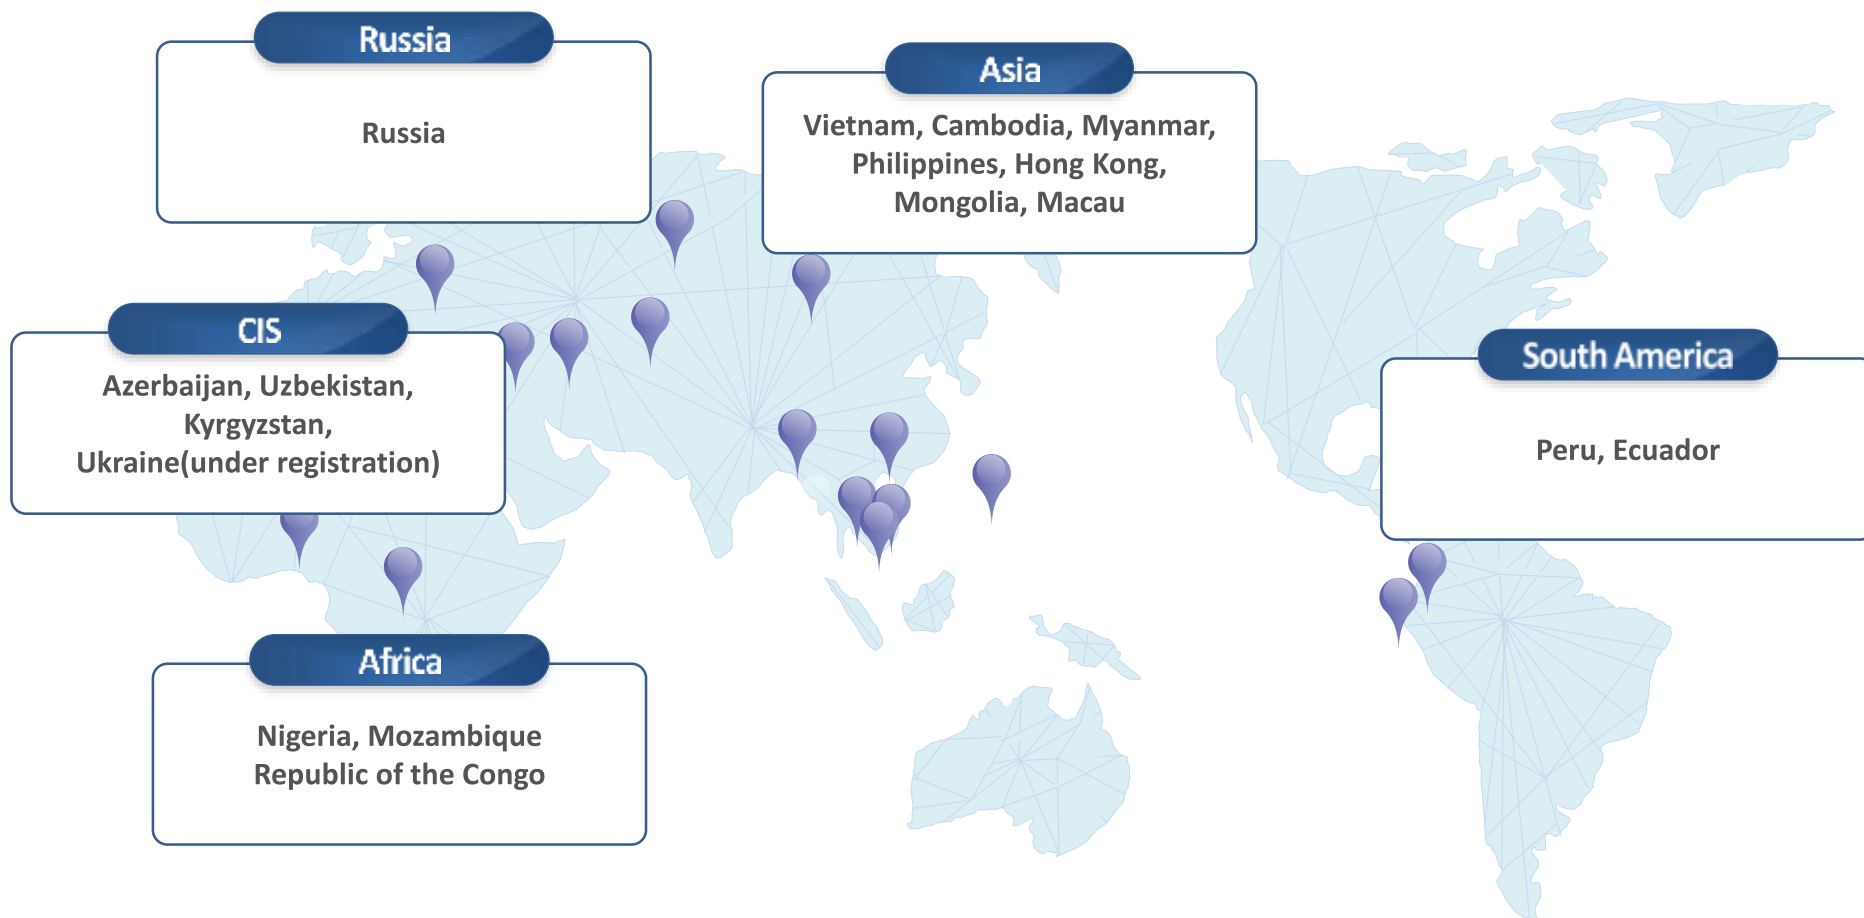 Russia
Russia
Asia
Vietnam, Cambodia, Myanmar,
Philippines, Hong Kong,
Mongolia, Macau
CIS
Azerbaijan, Uzbekistan,
Kyrgyzstan,
Ukraine(under registration)
South America
Peru, Ecuador
Africa
Nigeria, Mozambique
Republic of the Congo